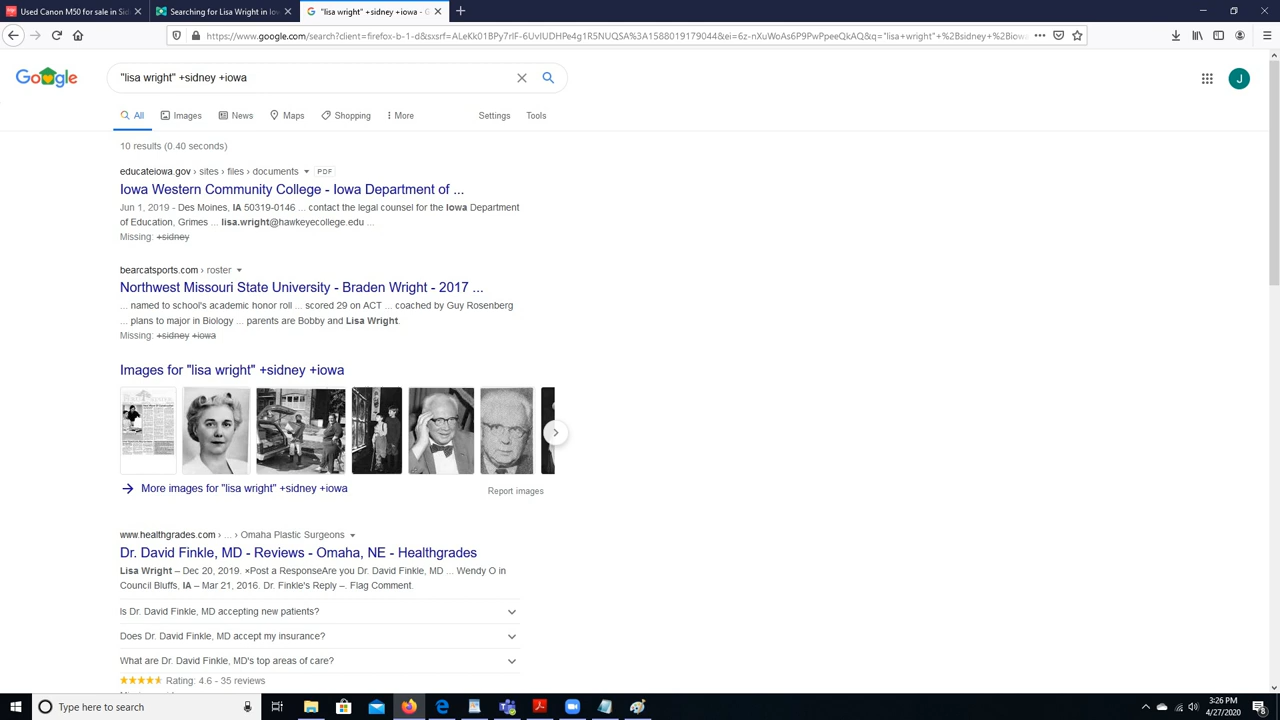 Used Canon M50 for sale in Sid
Searching for Lisa Wright in Iow
"lisa wright" +sidney +iowa - G
https://www.google.com/search?client=firefox-b-1-d&sxsrf=ALeKk01BPy7rIF-6UvIUDHPe4g1R5NUQSA%3A1588019179044&ei=6z-nXuWoAs6P9PwPpeeQkAQ&q="lisa+wright"+%2Bsidney+%2Biowa
"lisa wright" +sidney +iowa
J
All Images News Maps Shopping More Settings Tools
10 results (0.40 seconds)
educateiowa.gov › sites › files › documents PDF
Iowa Western Community College - Iowa Department of ...
Jun 1, 2019 - Des Moines, IA 50319-0146 ... contact the legal counsel for the Iowa Department
of Education, Grimes ... lisa.wright@hawkeyecollege.edu ...
Missing: +sidney
bearcatsports.com › roster
Northwest Missouri State University - Braden Wright - 2017 ...
... named to school's academic honor roll ... scored 29 on ACT ... coached by Guy Rosenberg
... plans to major in Biology ... parents are Bobby and Lisa Wright.
Missing: +sidney +iowa
Images for "lisa wright" +sidney +iowa
More images for "lisa wright" +sidney +iowa
Report images
www.healthgrades.com › ... › Omaha Plastic Surgeons
Dr. David Finkle, MD - Reviews - Omaha, NE - Healthgrades
Lisa Wright – Dec 20, 2019. ×Post a ResponseAre you Dr. David Finkle, MD ... Wendy O in
Council Bluffs, IA – Mar 21, 2016. Dr. Finkle's Reply –. Flag Comment.
Is Dr. David Finkle, MD accepting new patients?
Does Dr. David Finkle, MD accept my insurance?
What are Dr. David Finkle, MD's top areas of care?
Rating: 4.6 - 35 reviews
Type here to search
3:26 PM
4/27/2020
8